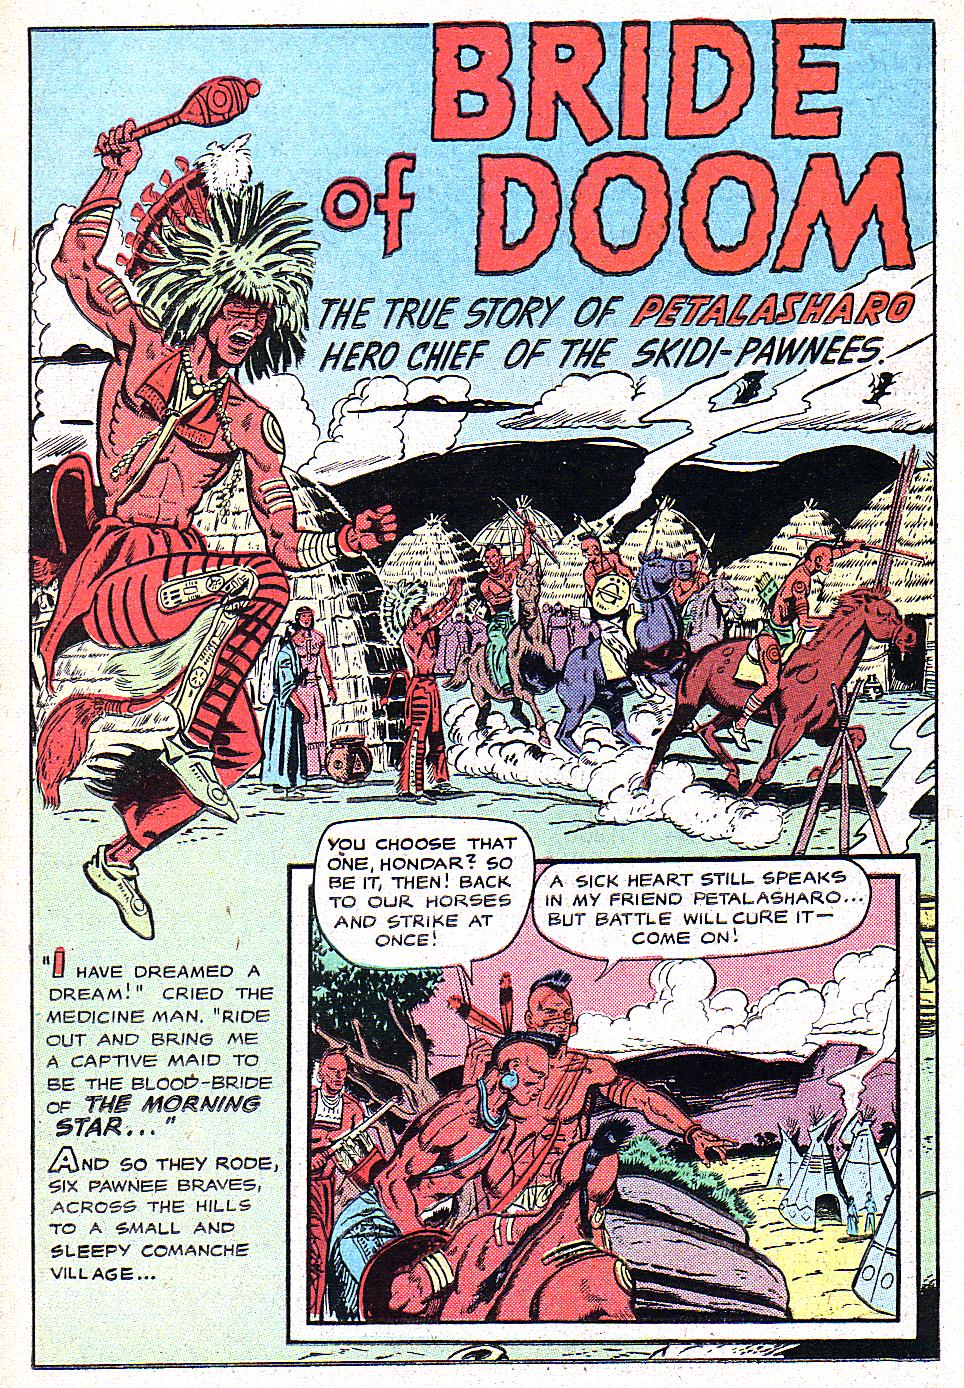 BRIDE
of DOOM
THE TRUE STORY OF PETALASHARO
HERO CHIEF OF THE SKIDI-PAWNEES.
"I HAVE DREAMED A
DREAM!" CRIED THE
MEDICINE MAN. "RIDE
OUT AND BRING ME
A CAPTIVE MAID TO
BE THE BLOOD-BRIDE
OF THE MORNING
STAR..."
AND SO THEY RODE,
SIX PAWNEE BRAVES,
ACROSS THE HILLS
TO A SMALL AND
SLEEPY COMANCHE
VILLAGE...
YOU CHOOSE THAT
ONE, HONDAR? SO
BE IT, THEN! BACK
TO OUR HORSES
AND STRIKE AT
ONCE!
A SICK HEART STILL SPEAKS
IN MY FRIEND PETALASHARO...
BUT BATTLE WILL CURE IT—
COME ON!